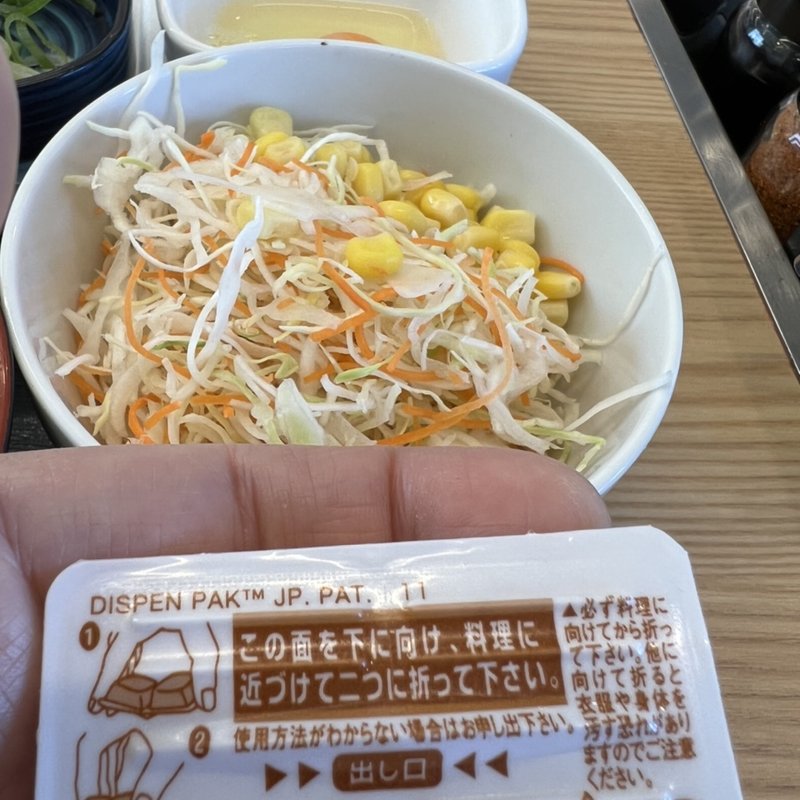 DISPEN PAK™ JP. PAT. 11
1
この面を下に向け、料理に
近づけて二つに折って下さい。
2
使用方法がわからない場合はお申し出下さい。
▶▶ 出し口 ◀◀
▲必ず料理に
向けてから折っ
て下さい。他に
向けて折ると
衣服や身体を
汚す恐れがあり
ますのでご注意
ください。